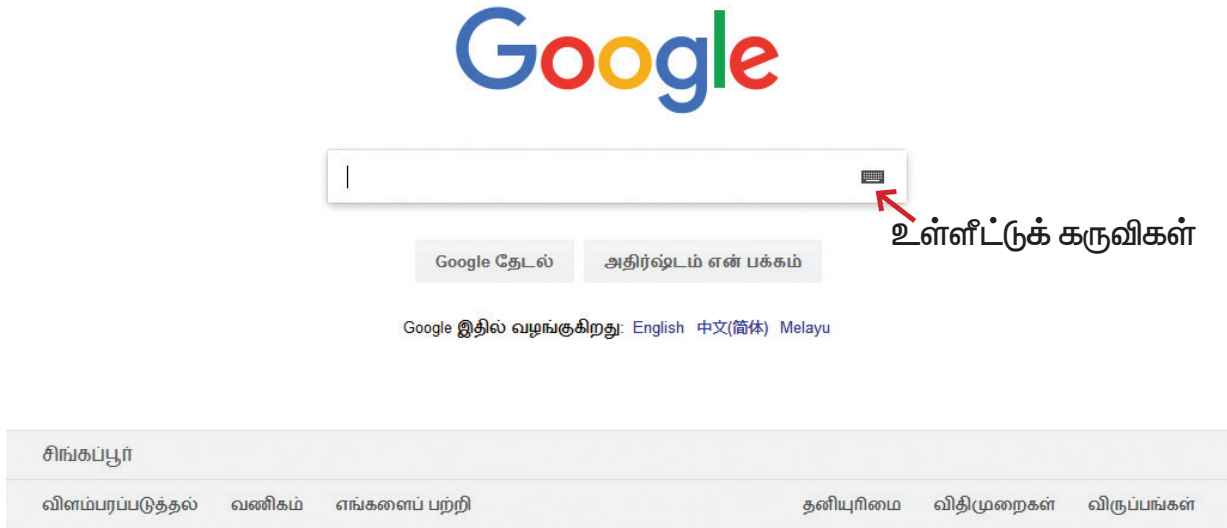 Google
உள்ளீட்டுக் கருவிகள்
Google தேடல் அதிர்ஷ்டம் என் பக்கம்
Google இதில் வழங்குகிறது: English 中文(简体) Melayu
சிங்கப்பூர்
விளம்பரப்படுத்தல் வணிகம் எங்களைப் பற்றி தனியுரிமை விதிமுறைகள் விருப்பங்கள்